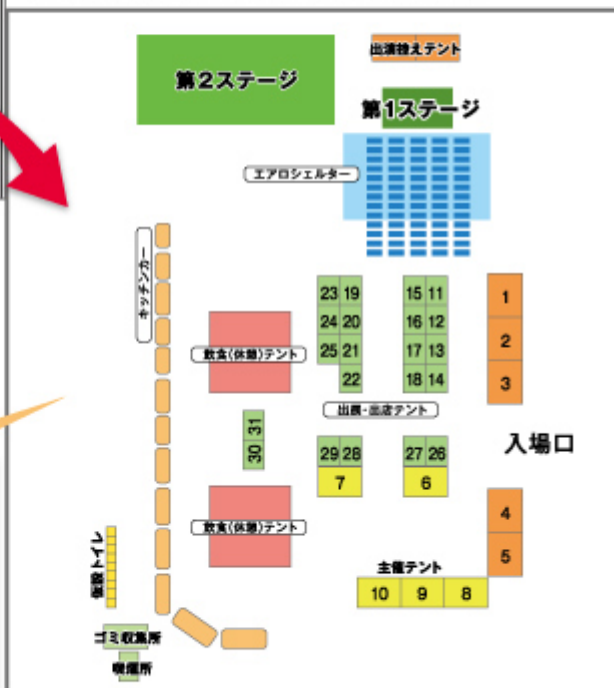 出演控えテント
第2ステージ
第1ステージ
エアロシェルター
キッチンカー
23 19
24 20
25 21
22
15 11
16 12
17 13
18 14
1
2
3
飲食(休憩)テント
出展・出店テント
31
30
29 28
7
27 26
6
入場口
4
5
飲食(休憩)テント
主催テント
10 9 8
仮設トイレ
ゴミ収集所
喫煙所